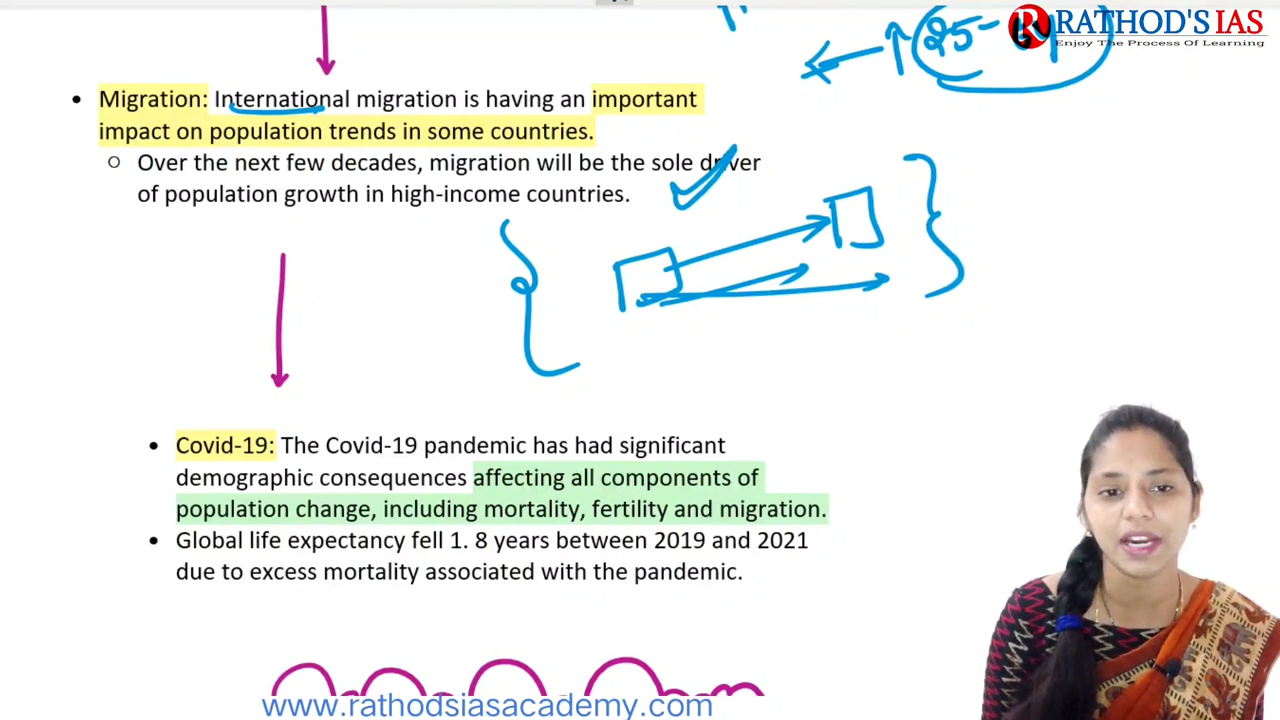 RATHOD'S IAS
Enjoy The Process Of Learning
• Migration: International migration is having an important
impact on population trends in some countries.
○ Over the next few decades, migration will be the sole driver
of population growth in high-income countries.
• Covid-19: The Covid-19 pandemic has had significant
demographic consequences affecting all components of
population change, including mortality, fertility and migration.
• Global life expectancy fell 1. 8 years between 2019 and 2021
due to excess mortality associated with the pandemic.
www.rathodsiasacademy.com